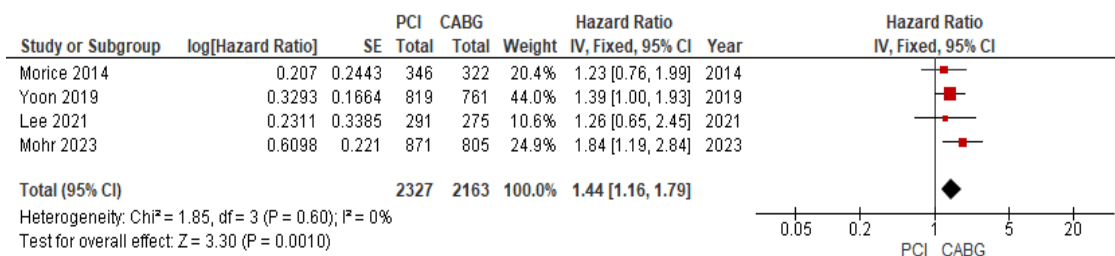 PCI CABG Hazard Ratio Hazard Ratio
Study or Subgroup log[Hazard Ratio] SE Total Total Weight IV, Fixed, 95% CI Year IV, Fixed, 95% CI
Morice 2014 0.207 0.2443 346 322 20.4% 1.23 [0.76, 1.99] 2014
Yoon 2019 0.3293 0.1664 819 761 44.0% 1.39 [1.00, 1.93] 2019
Lee 2021 0.2311 0.3385 291 275 10.6% 1.26 [0.65, 2.45] 2021
Mohr 2023 0.6098 0.221 871 805 24.9% 1.84 [1.19, 2.84] 2023
Total (95% CI) 2327 2163 100.0% 1.44 [1.16, 1.79]
Heterogeneity: Chi² = 1.85, df = 3 (P = 0.60); I² = 0%
Test for overall effect: Z = 3.30 (P = 0.0010)
0.05 0.2 1 5 20
PCI CABG